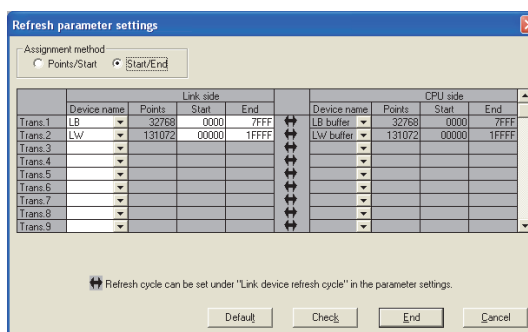 Refresh parameter settings
Assignment method
Points/Start Start/End
Link side CPU side
Device name Points Start End Device name Points Start End
Trans.1 LB 32768 0000 7FFF LB buffer 32768 0000 7FFF
Trans.2 LW 131072 00000 1FFFF LW buffer 131072 00000 1FFFF
Trans.3
Trans.4
Trans.5
Trans.6
Trans.7
Trans.8
Trans.9
Refresh cycle can be set under "Link device refresh cycle" in the parameter settings.
Default Check End Cancel